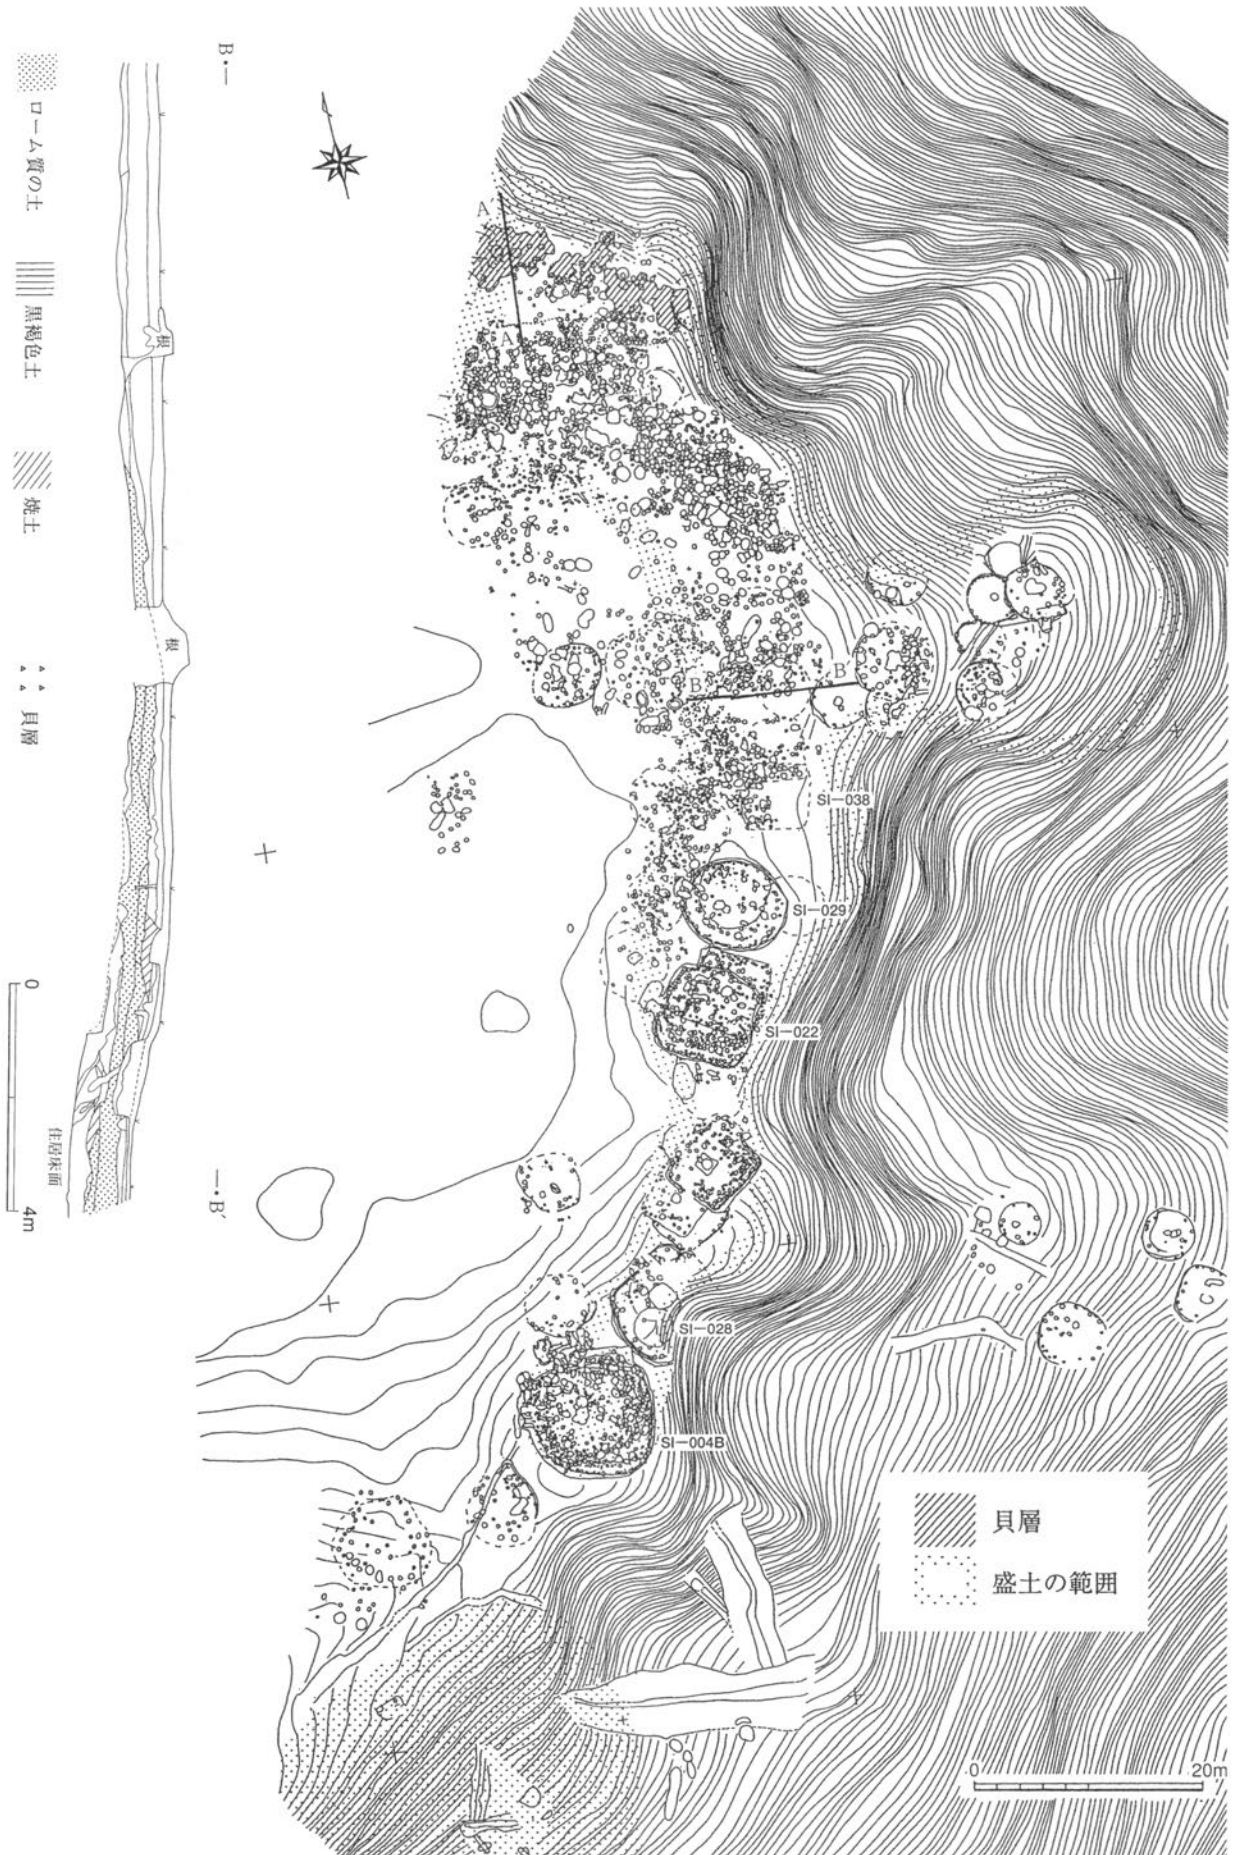 B
ローム質の土
黒褐色土
焼土
貝層
根
根
住居床面
B′
0
4m
A′
A
B
B′
SI—038
SI—029
SI—022
SI—028
SI—004B
貝層
盛土の範囲
0
20m